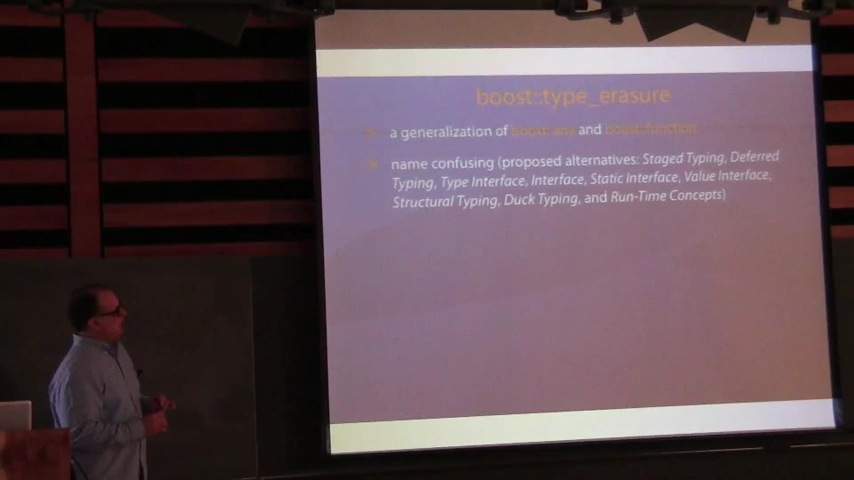 boost::type_erasure
a generalization of boost::any and boost::function
name confusing (proposed alternatives: Staged Typing, Deferred
Typing, Type Interface, Interface, Static Interface, Value Interface,
Structural Typing, Duck Typing, and Run-Time Concepts)